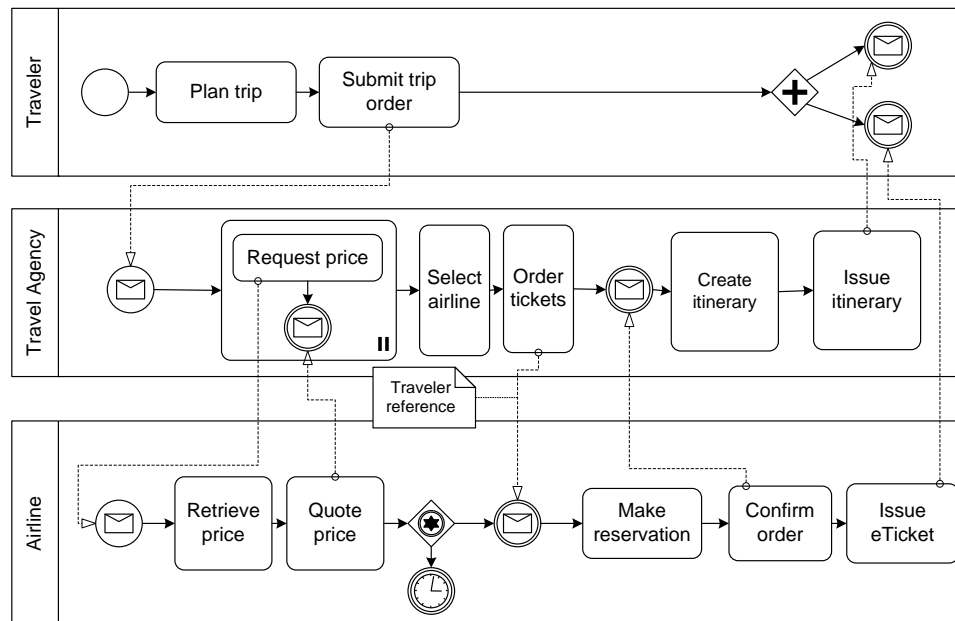 Traveler
Plan trip
Submit trip
order
Travel Agency
Request price
Select
airline
Order
tickets
Create
itinerary
Issue
itinerary
Traveler
reference
Airline
Retrieve
price
Quote
price
Make
reservation
Confirm
order
Issue
eTicket